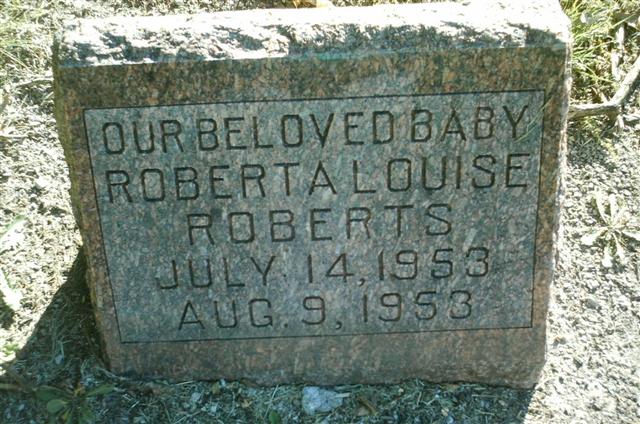 OUR BELOVED BABY
ROBERTA LOUISE
ROBERTS
JULY 14, 1953
AUG. 9, 1953